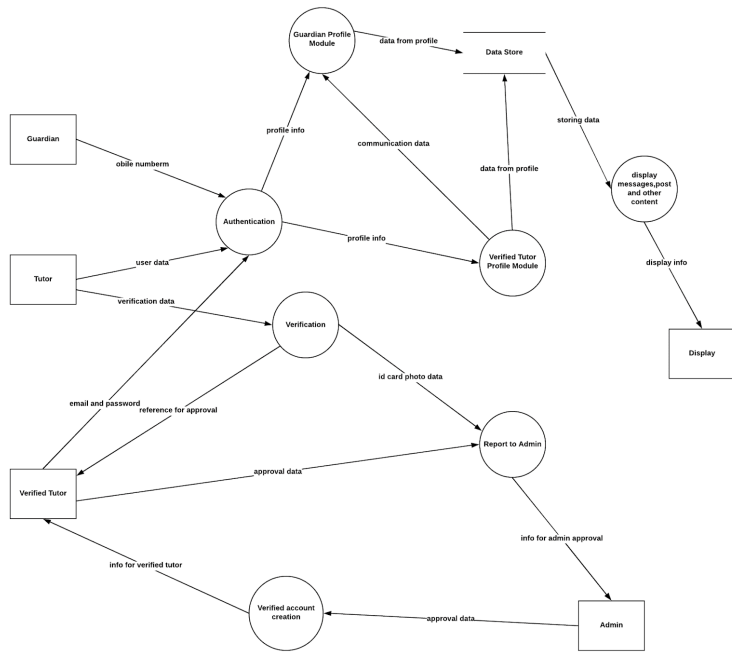 Guardian Profile
Module
data from profile
Data Store
storing data
profile info
communication data
Guardian
obile numberm
data from profile
display
messages,post
and other
content
Authentication
profile info
Verified Tutor
Profile Module
user data
display info
Tutor
verification data
Verification
Display
id card photo data
email and password
reference for approval
Report to Admin
approval data
Verified Tutor
info for admin approval
info for verified tutor
Verified account
creation
approval data
Admin